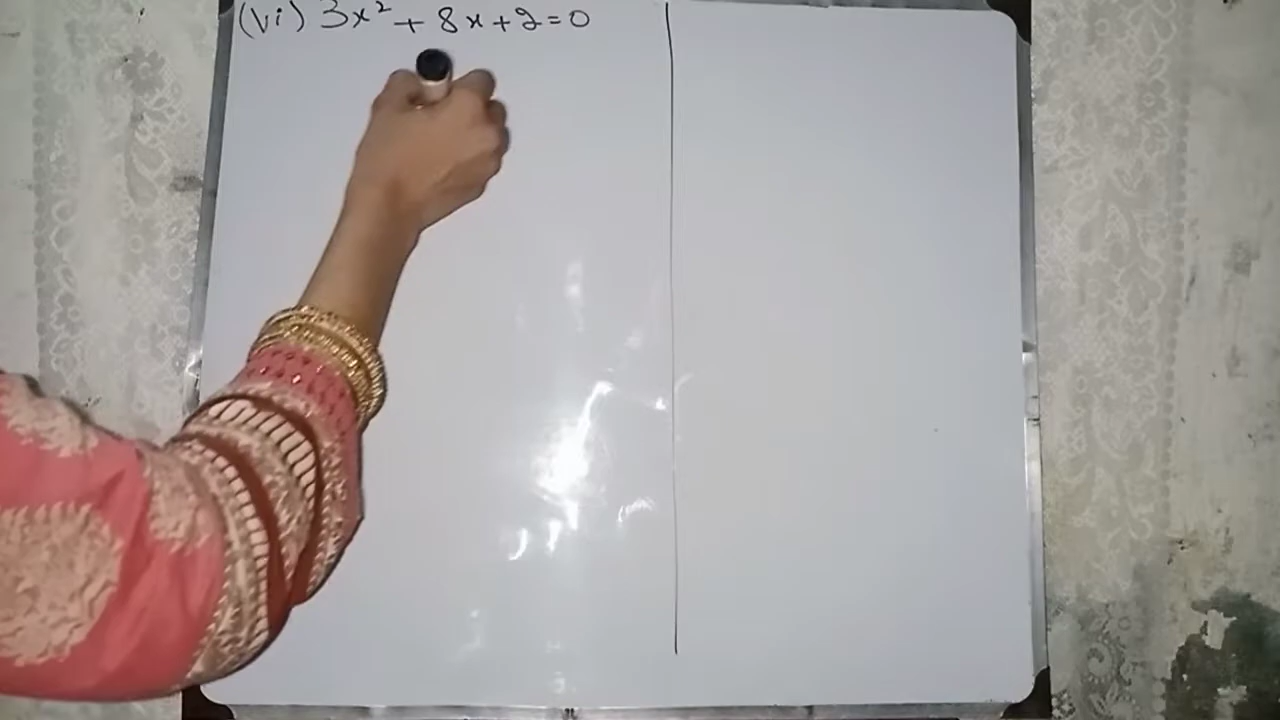 (vi) 3x² + 8x + 2 = 0